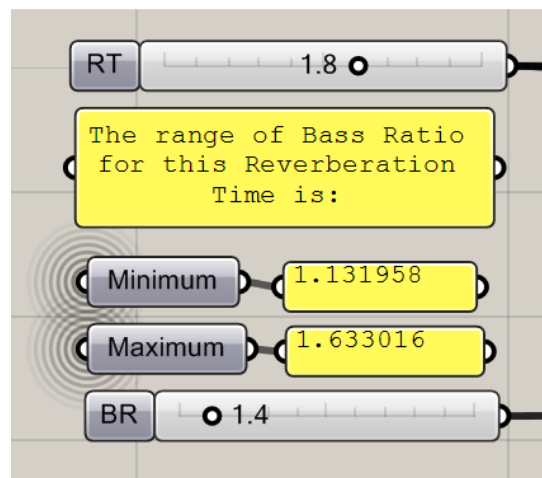 RT 1.8
The range of Bass Ratio
for this Reverberation
Time is:
Minimum 1.131958
Maximum 1.633016
BR 1.4